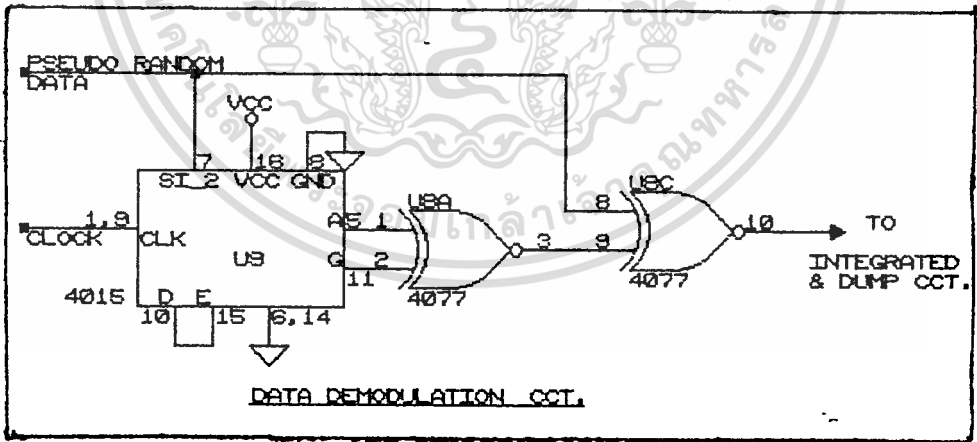 PSEUDO RANDOM
DATA
VCC
7 16 8
SI_2 VCC GND
U8A
U8C
1,9
CLOCK
CLK
A 5 1
3
8
9
10
TO
INTEGRATED
& DUMP CCT.
U9
G 2
11
4077
4077
4015
D E
10 15 6,14
DATA DEMODULATION CCT.